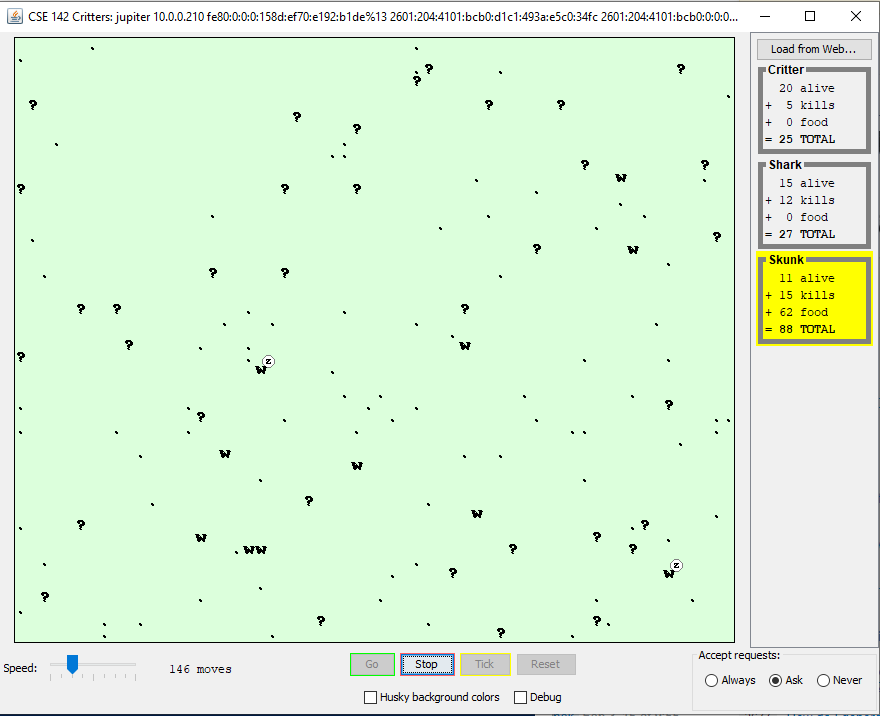 CSE 142 Critters: jupiter 10.0.0.210 fe80:0:0:0:158d:ef70:e192:b1de%13 2601:204:4101:bcb0:d1c1:493a:e5c0:34fc 2601:204:4101:bcb0:0:0:0...
Load from Web...
Critter
20 alive
+ 5 kills
+ 0 food
= 25 TOTAL
Shark
15 alive
+ 12 kills
+ 0 food
= 27 TOTAL
Skunk
11 alive
+ 15 kills
+ 62 food
= 88 TOTAL
? ?
?
? ? ?
?
?
? ?
W
? ? ?
?
? W
? ?
? ? ?
? W
? z
W
?
?
W
W
?
W
? ?
W ?
WW ? ?
z
? W
?
? ?
?
Speed:
146 moves
Go
Stop
Tick
Reset
Husky background colors
Debug
Accept requests:
Always
Ask
Never